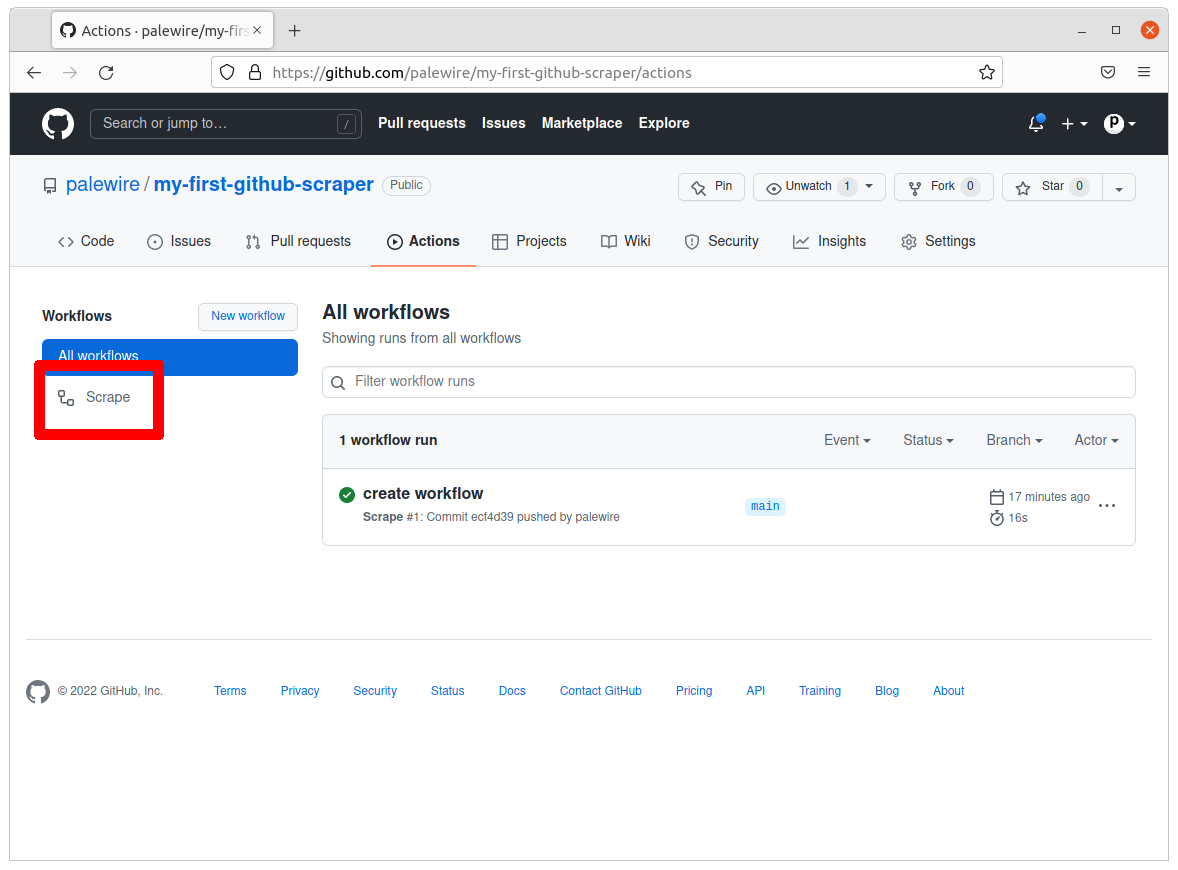 Actions · palewire/my-firs
https://github.com/palewire/my-first-github-scraper/actions
Search or jump to… / Pull requests Issues Marketplace Explore
palewire / my-first-github-scraper Public Pin Unwatch 1 Fork 0 Star 0
Code Issues Pull requests Actions Projects Wiki Security Insights Settings
Workflows New workflow
All workflows
Scrape
All workflows
Showing runs from all workflows
Filter workflow runs
1 workflow run Event Status Branch Actor
create workflow
Scrape #1: Commit ecf4d39 pushed by palewire
main
17 minutes ago
16s
© 2022 GitHub, Inc. Terms Privacy Security Status Docs Contact GitHub Pricing API Training Blog About